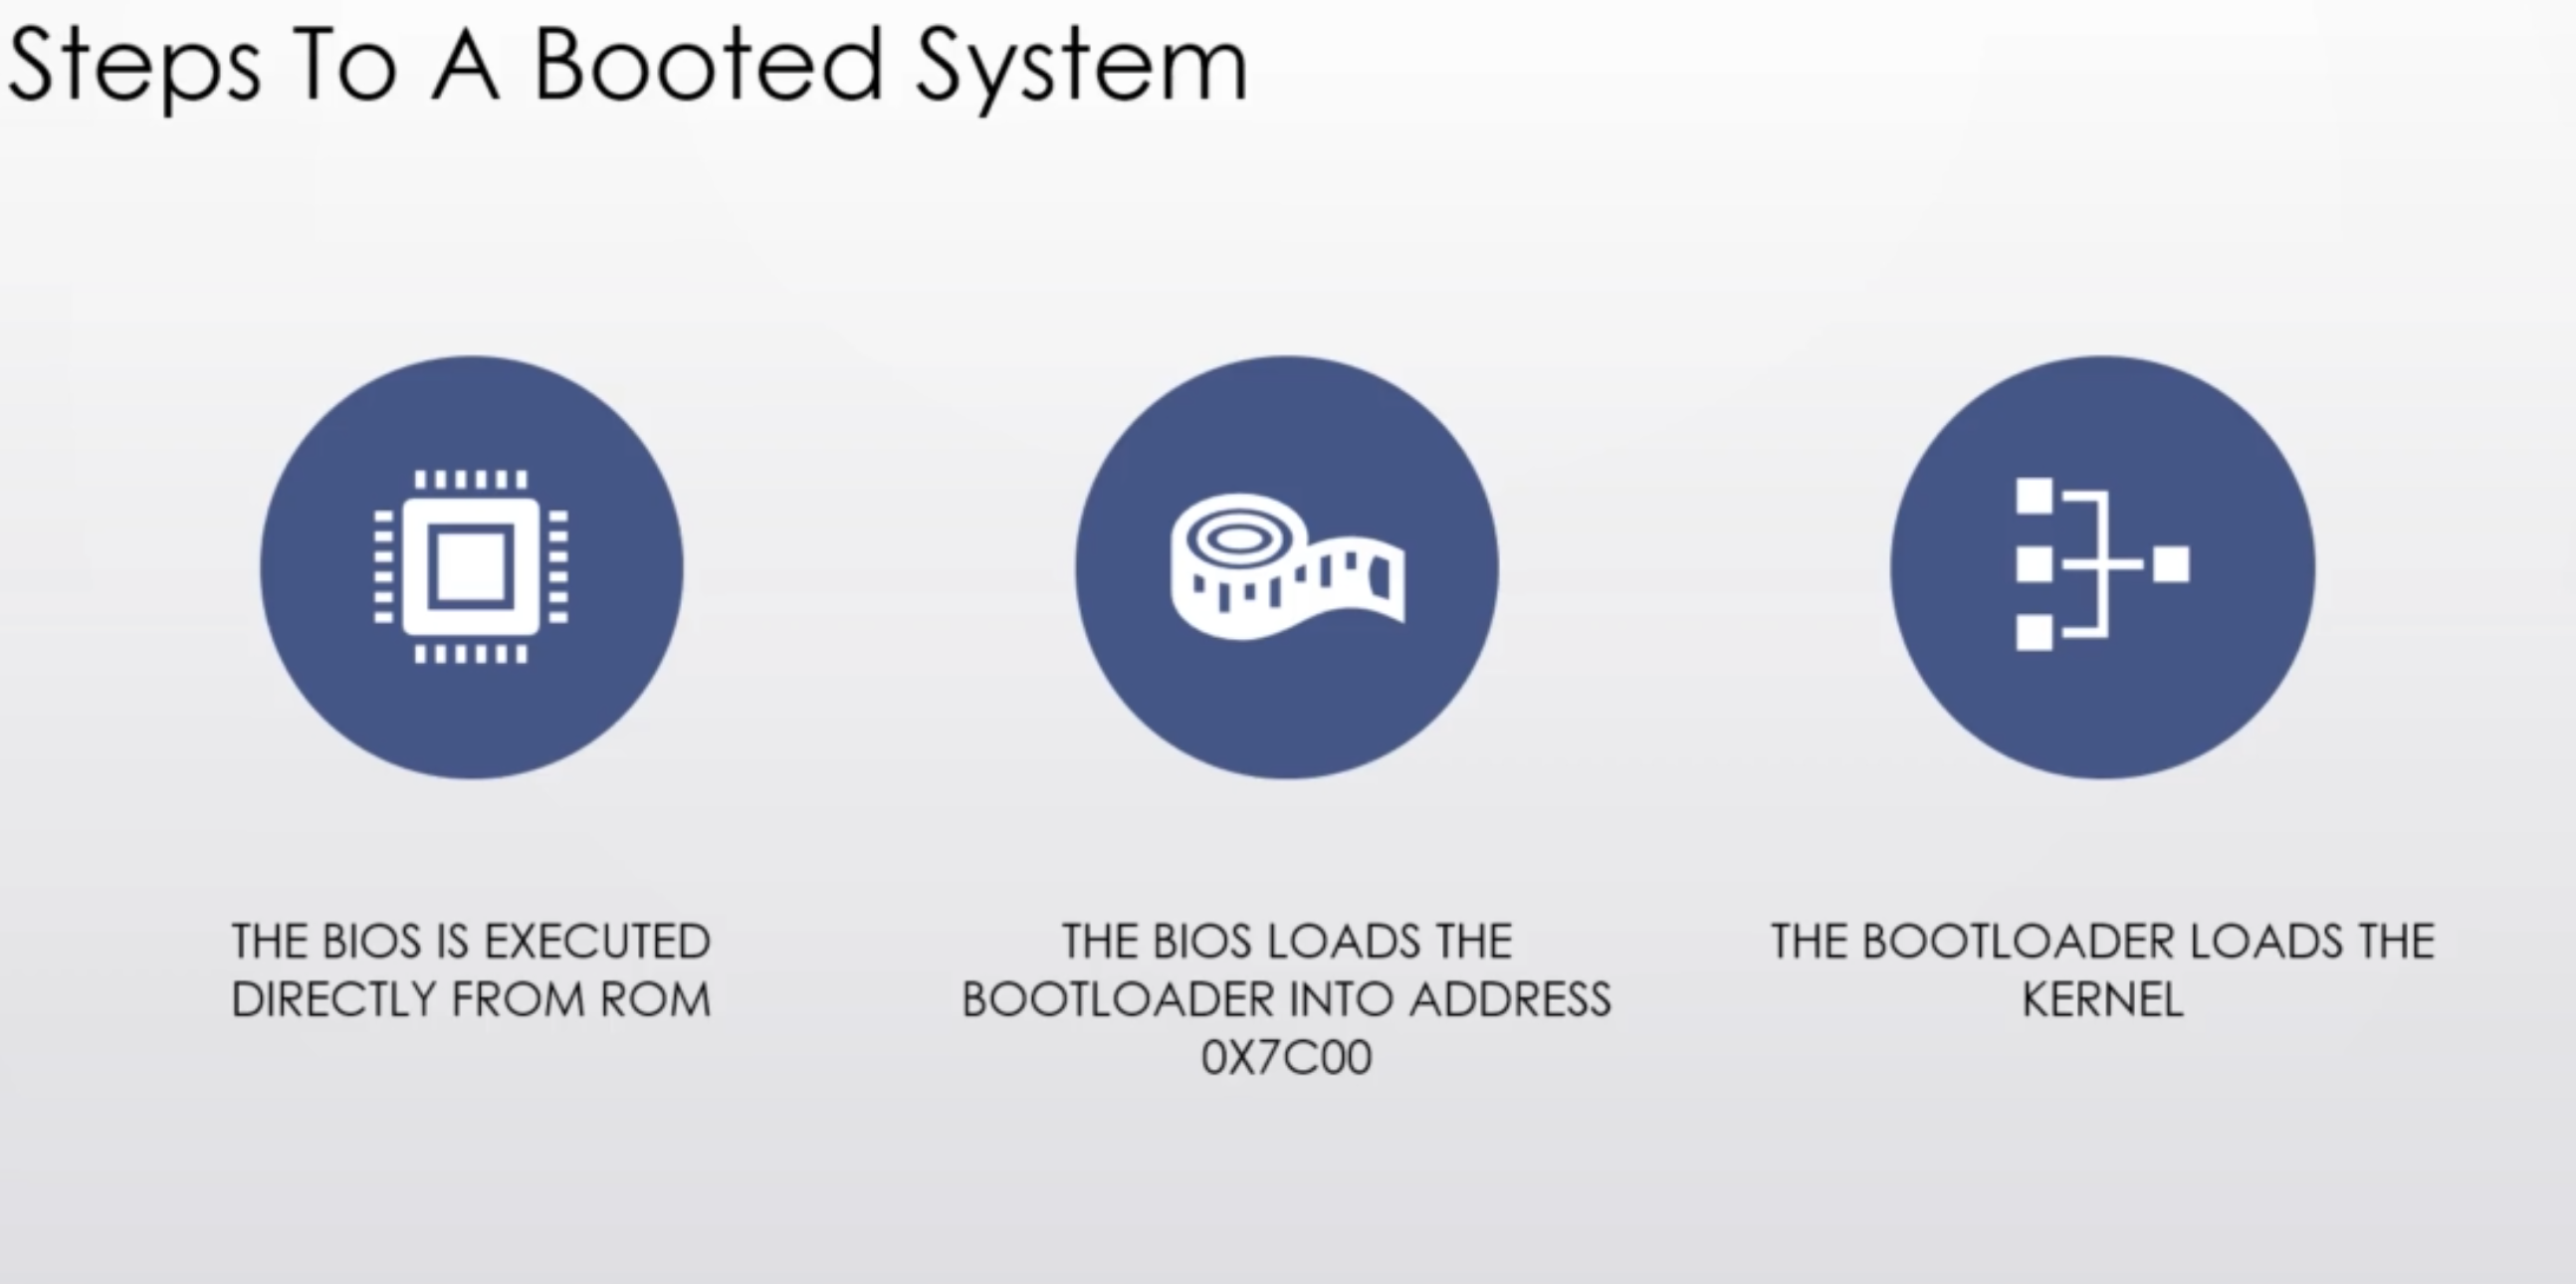 Steps To A Booted System
THE BIOS IS EXECUTED
DIRECTLY FROM ROM
THE BIOS LOADS THE
BOOTLOADER INTO ADDRESS
0X7C00
THE BOOTLOADER LOADS THE
KERNEL